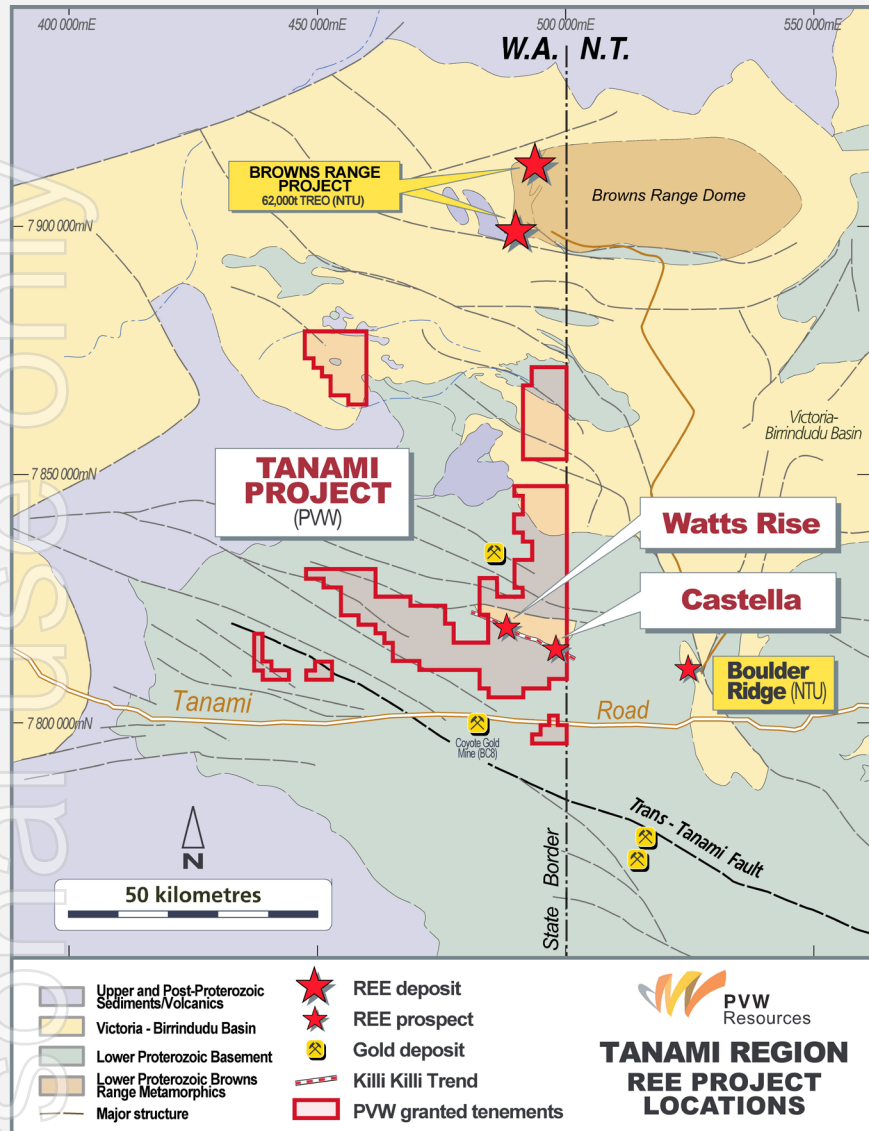 400 000mE
450 000mE
500 000mE
550 000mE
W.A.
N.T.
BROWNS RANGE
PROJECT
62,000t TREO (NTU)
Browns Range Dome
7 900 000mN
Victoria-
Birrindudu Basin
7 850 000mN
TANAMI
PROJECT
(PVW)
Watts Rise
Castella
Boulder
Ridge (NTU)
Tanami
Road
7 800 000mN
Coyote Gold
Mine (BC8)
Trans - Tanami Fault
N
50 kilometres
State Border
sonal use only
Upper and Post-Proterozoic
Sediments/Volcanics
Victoria - Birrindudu Basin
Lower Proterozoic Basement
Lower Proterozoic Browns
Range Metamorphics
Major structure
REE deposit
REE prospect
Gold deposit
Killi Killi Trend
PVW granted tenements
PVW
Resources
TANAMI REGION
REE PROJECT
LOCATIONS